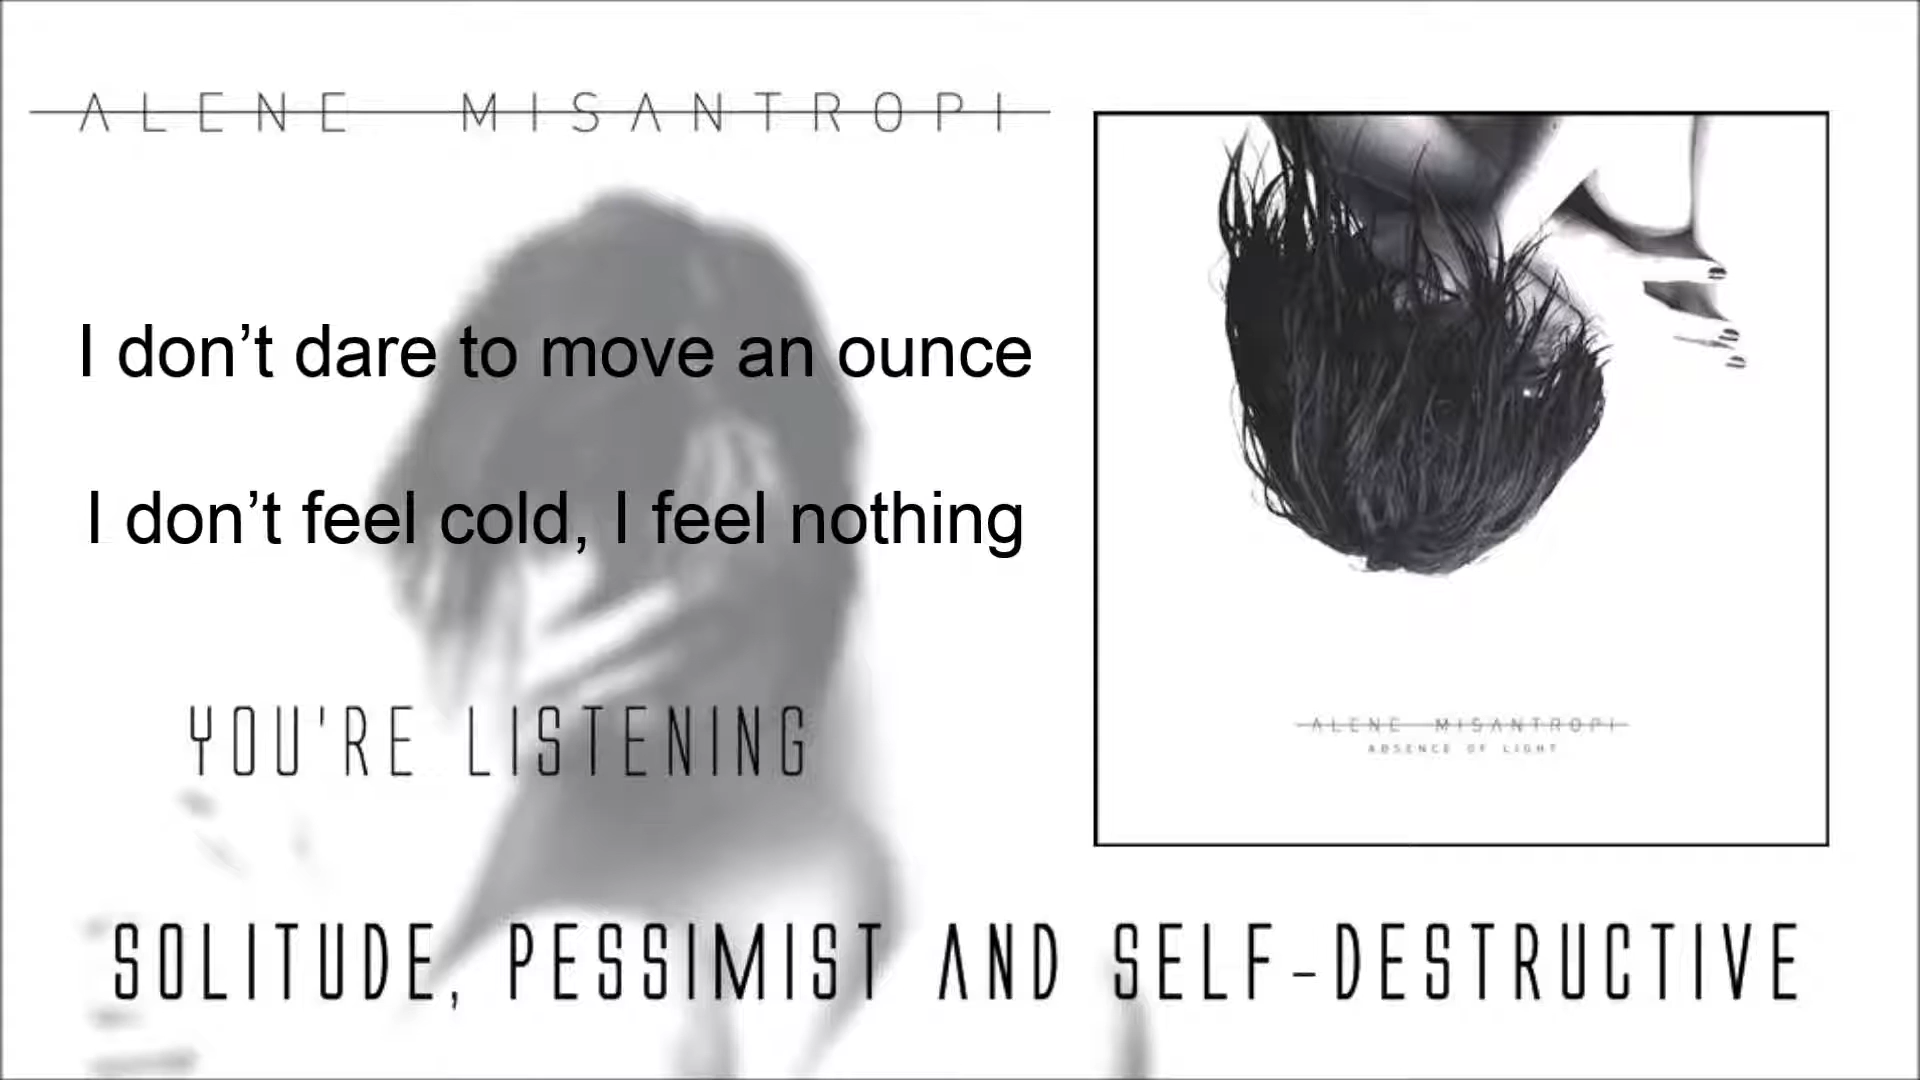 ALENE MISANTROPI
I don’t dare to move an ounce
I don’t feel cold, I feel nothing
YOU'RE LISTENING
SOLITUDE, PESSIMIST AND SELF-DESTRUCTIVE
ALENE MISANTROPI
ABSENCE OF LIGHT